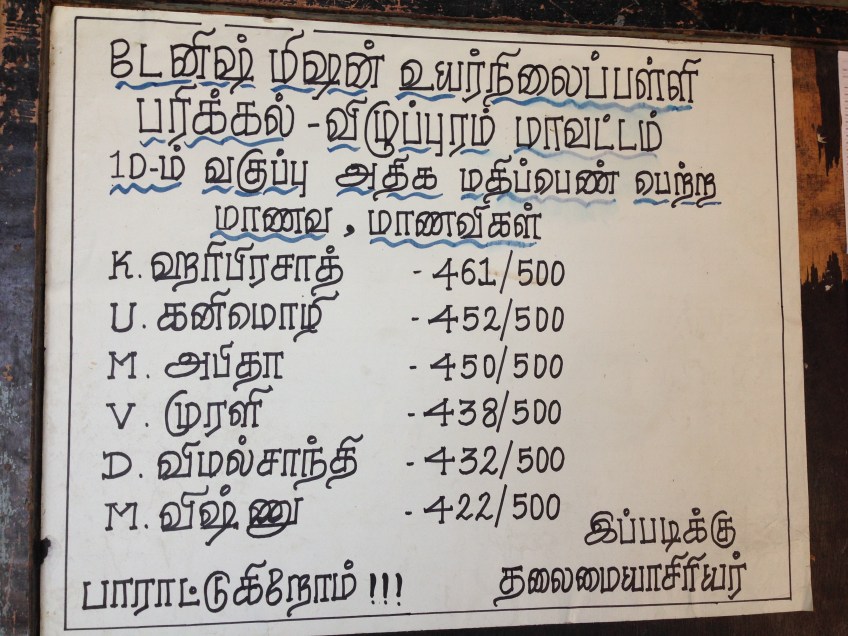 டேனிஷ் மிஷன் உயர்நிலைப்பள்ளி
பரிக்கல் - விழுப்புரம் மாவட்டம்
10-ம் வகுப்பு அதிக மதிப்பெண் பெற்ற
மாணவ, மாணவிகள்
K. ஹரிபிரசாத் - 461/500
U. கனிமொழி - 452/500
M. அபிதா - 450/500
V. முரளி - 438/500
D. விமல்சாந்தி - 432/500
M. விஷ்ணு - 422/500
இப்படிக்கு
பாராட்டுகிறோம் !!! தலைமையாசிரியர்